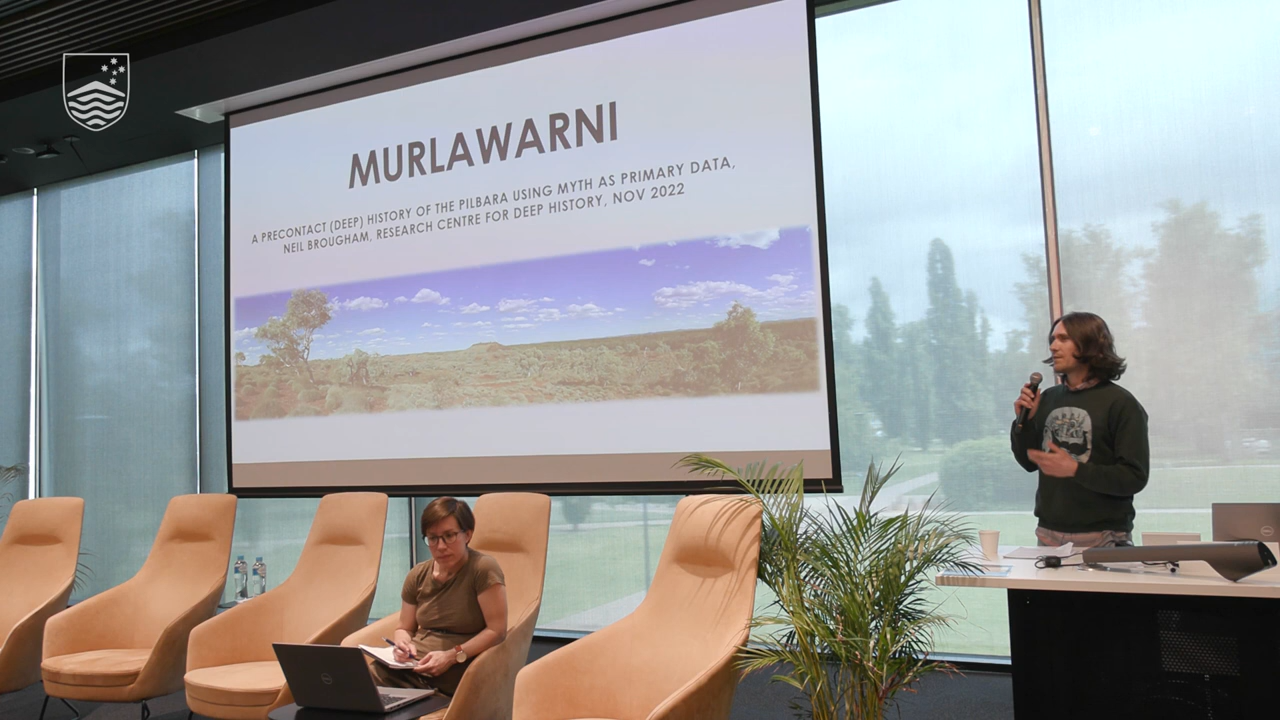 MURLAWARNI
A PRECONTACT (DEEP) HISTORY OF THE PILBARA USING MYTH AS PRIMARY DATA,
NEIL BROUGHAM, RESEARCH CENTRE FOR DEEP HISTORY, NOV 2022